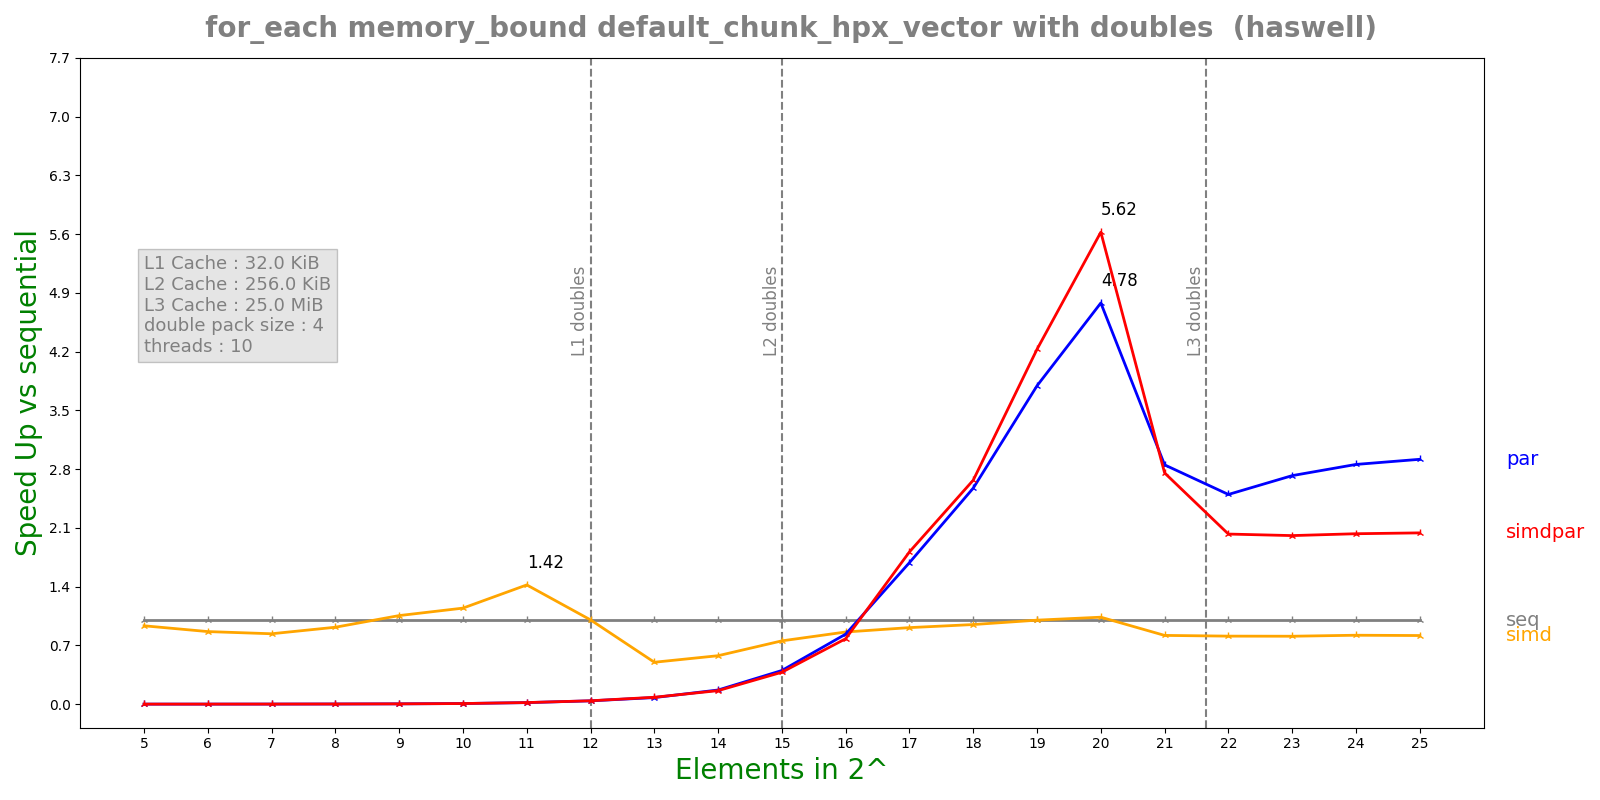 for_each memory_bound default_chunk_hpx_vector with doubles  (haswell)
Speed Up vs sequential
7.7
7.0
6.3
5.6
4.9
4.2
3.5
2.8
2.1
1.4
0.7
0.0
L1 Cache : 32.0 KiB
L2 Cache : 256.0 KiB
L3 Cache : 25.0 MiB
double pack size : 4
threads : 10
L1 doubles
L2 doubles
L3 doubles
1.42
5.62
4.78
par
simdpar
seq
simd
5 6 7 8 9 10 11 12 13 14 15 16 17 18 19 20 21 22 23 24 25
Elements in 2^